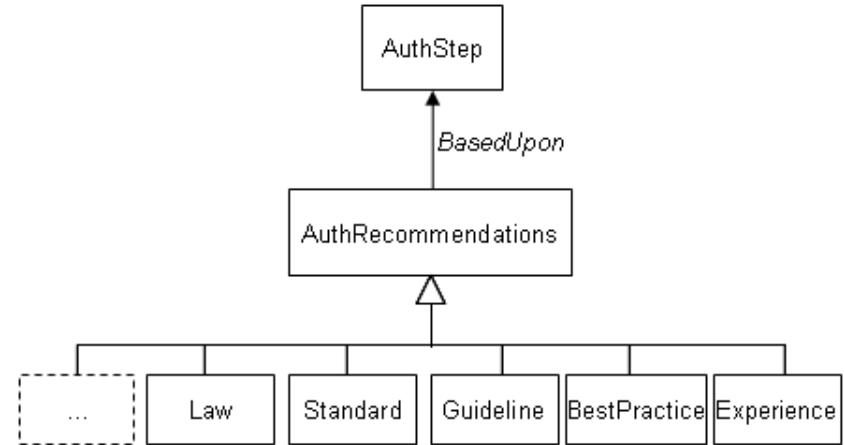 AuthStep
BasedUpon
AuthRecommendations
... Law Standard Guideline BestPractice Experience